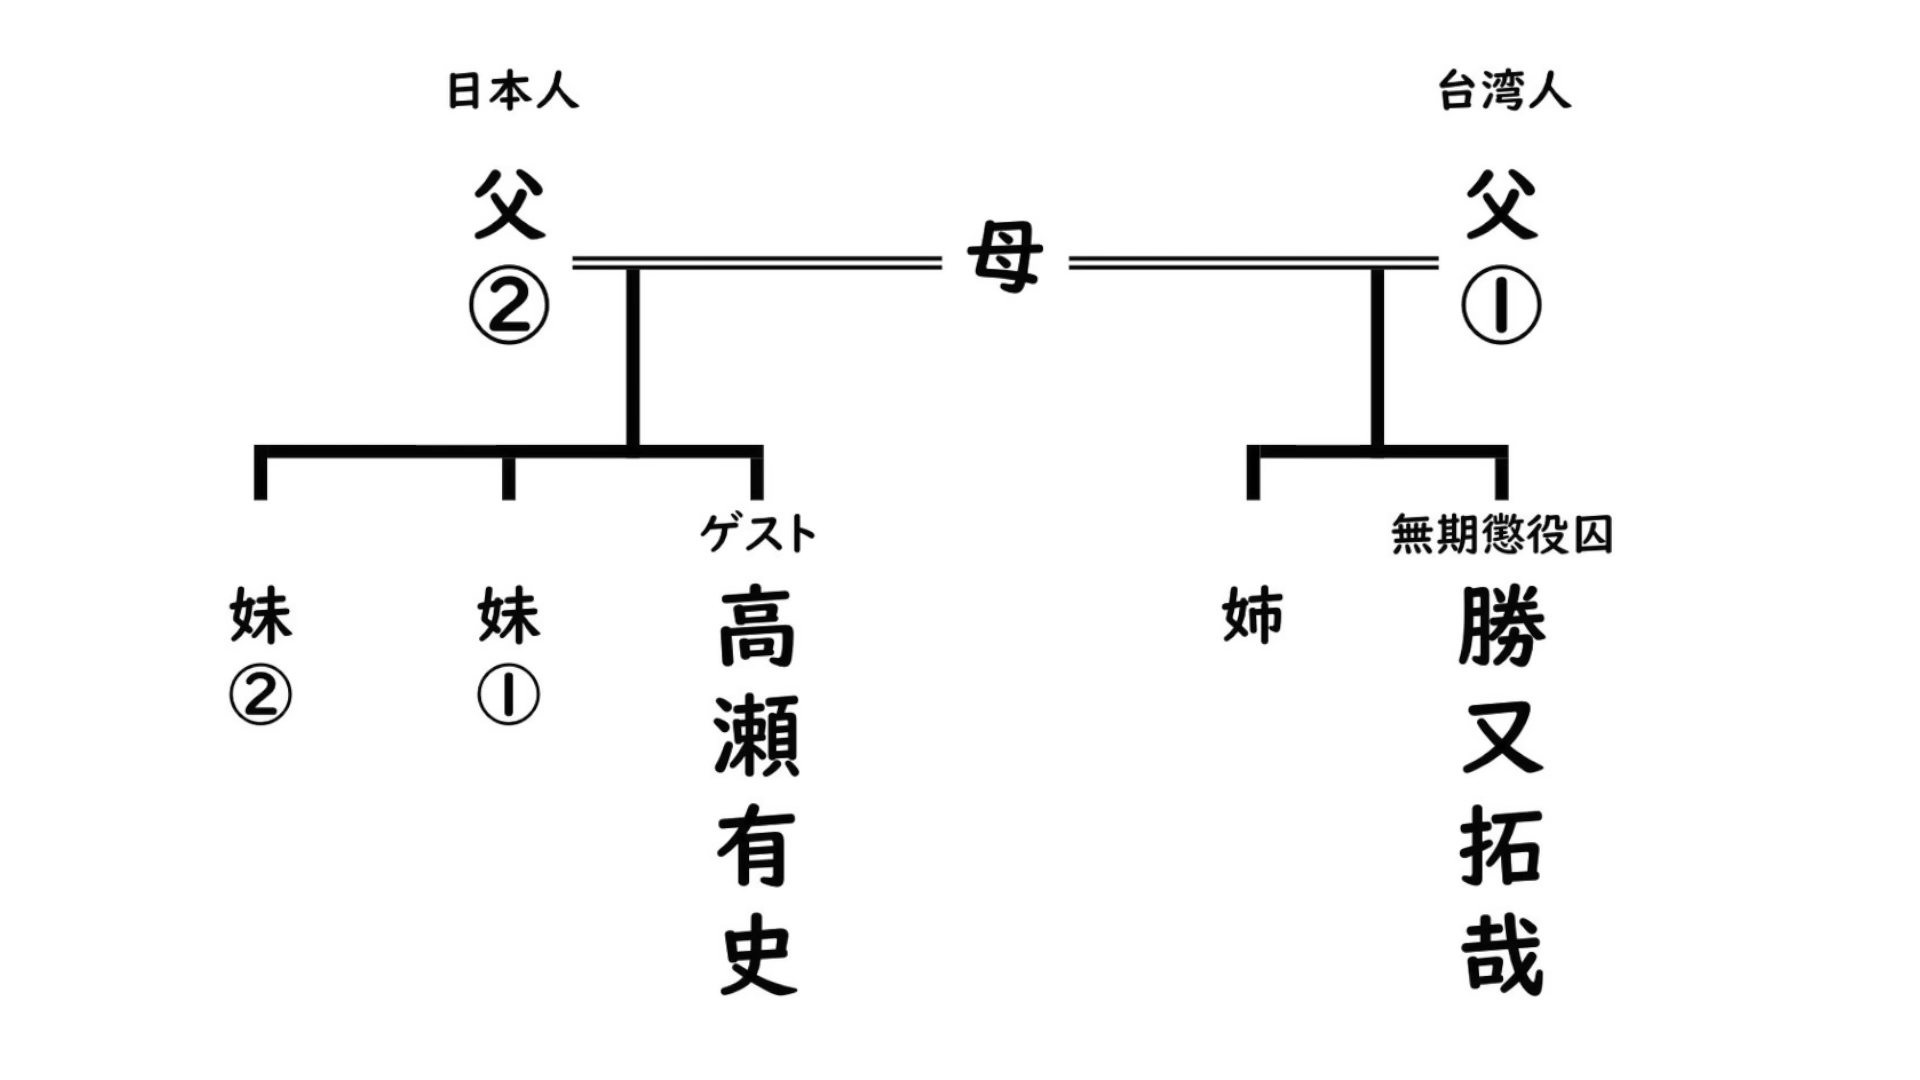 日本人
台湾人
父②
母
父①
ゲスト
無期懲役囚
妹②
妹①
高瀬有史
姉
勝又拓哉